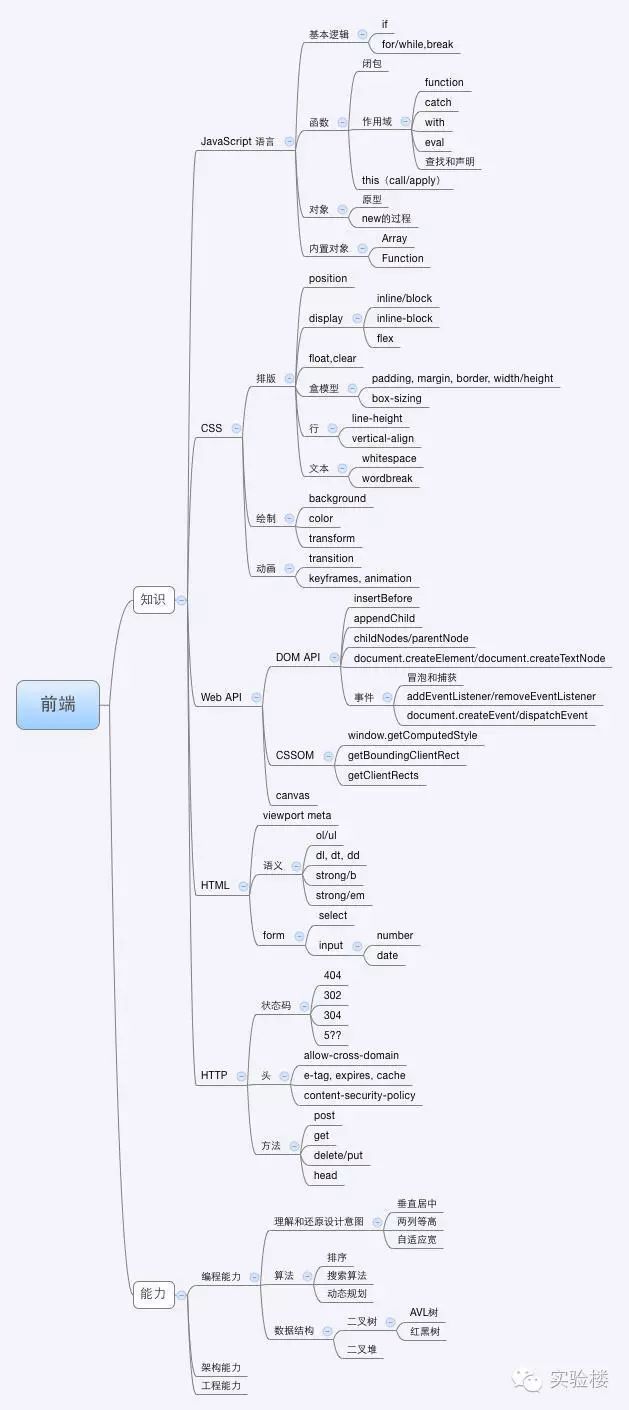 前端
知识
JavaScript 语言
基本逻辑
if
for/while,break
函数
闭包
作用域
function
catch
with
eval
查找和声明
this（call/apply）
对象
原型
new的过程
内置对象
Array
Function
CSS
排版
position
display
inline/block
inline-block
flex
float,clear
盒模型
padding, margin, border, width/height
box-sizing
行
line-height
vertical-align
文本
whitespace
wordbreak
绘制
background
color
transform
动画
transition
keyframes, animation
Web API
DOM API
insertBefore
appendChild
childNodes/parentNode
document.createElement/document.createTextNode
事件
冒泡和捕获
addEventListener/removeEventListener
document.createEvent/dispatchEvent
CSSOM
window.getComputedStyle
getBoundingClientRect
getClientRects
canvas
HTML
viewport meta
语义
ol/ul
dl, dt, dd
strong/b
strong/em
form
select
input
number
date
HTTP
状态码
404
302
304
5??
头
allow-cross-domain
e-tag, expires, cache
content-security-policy
方法
post
get
delete/put
head
能力
编程能力
理解和还原设计意图
垂直居中
两列等高
自适应宽
算法
排序
搜索算法
动态规划
数据结构
二叉树
AVL树
红黑树
二叉堆
架构能力
工程能力
实验楼